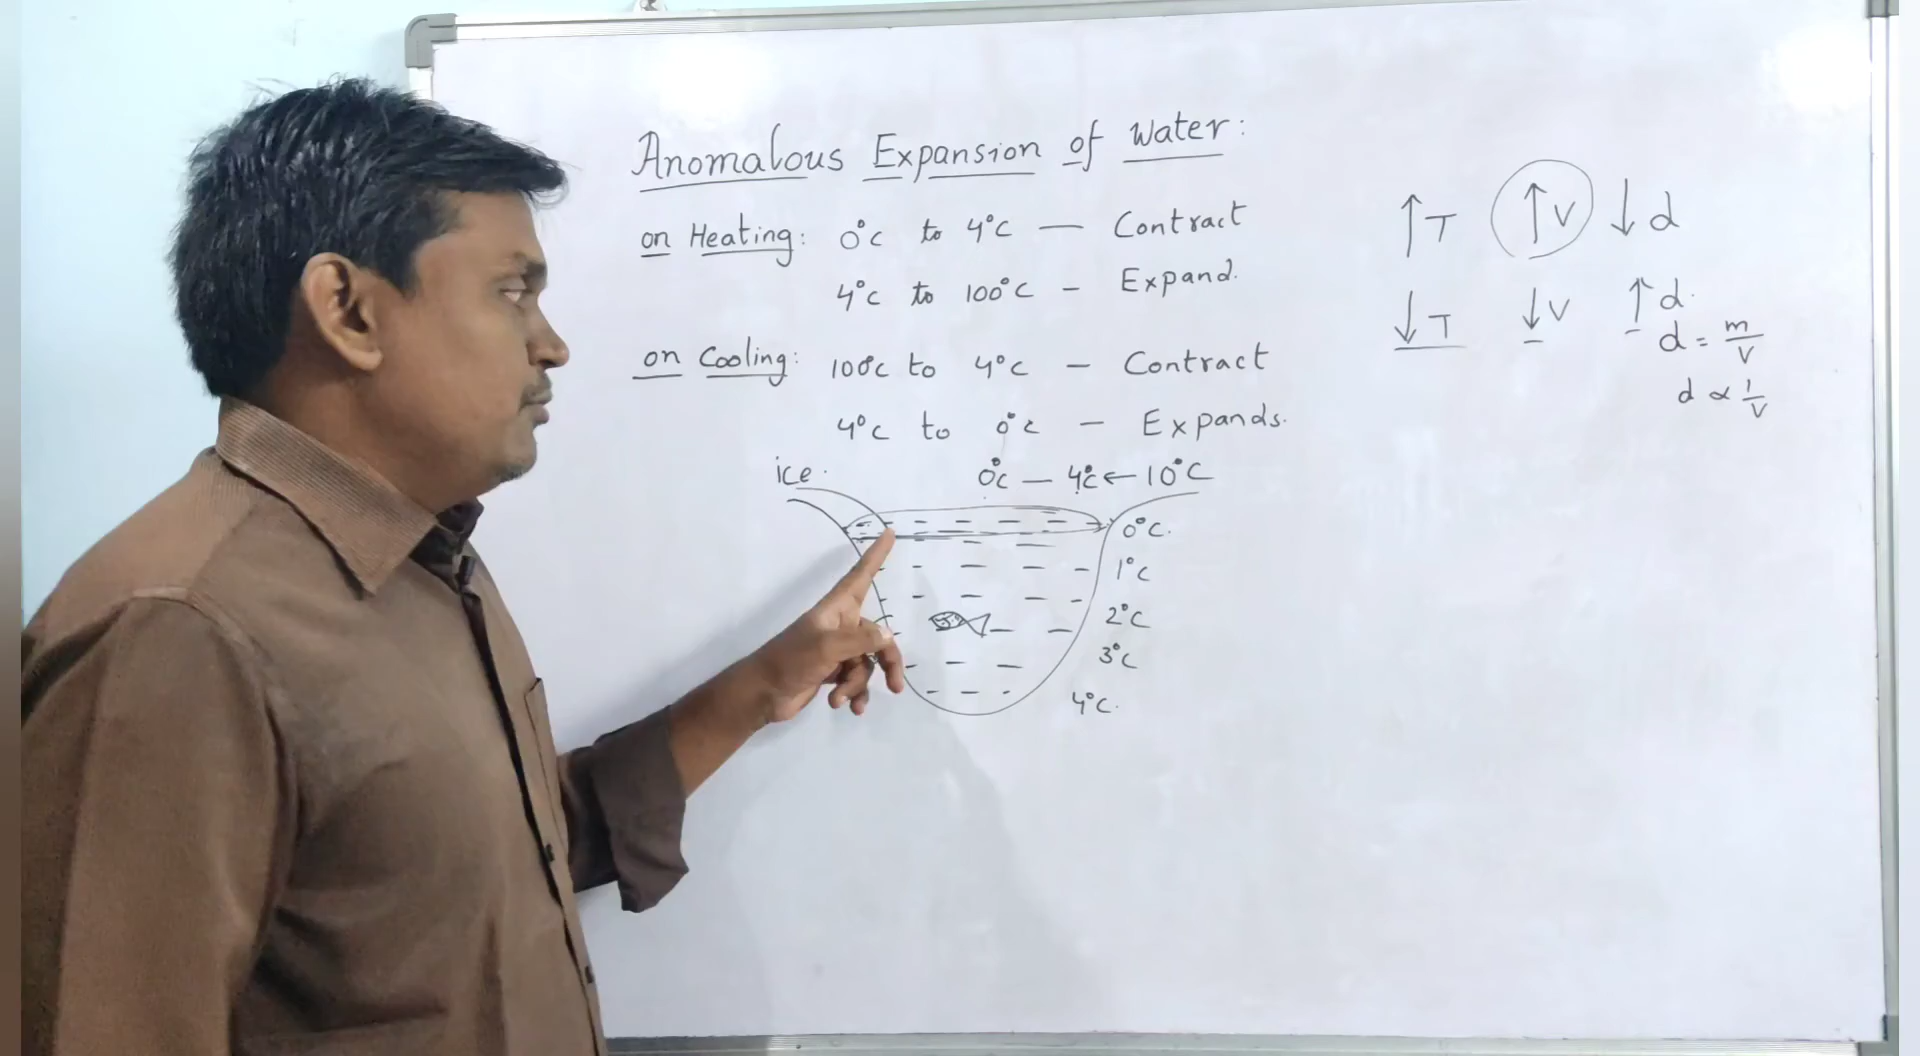 Anomalous Expansion of Water:
on Heating: 0°C to 4°C — Contract
4°C to 100°C - Expand.
on Cooling: 100°C to 4°C - Contract
4°C to 0°C - Expands.
ice.
0°C — 4°C ← 10°C
0°C.
1°C
2°C
3°C
4°C.
↑T ↑V ↓d
↓T ↓V ↑d.
d = m/V
d ∝ 1/V